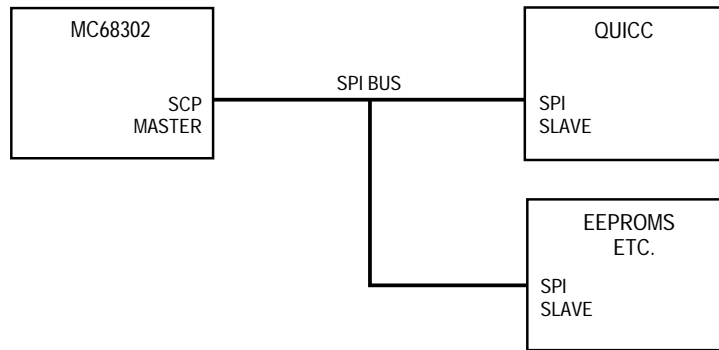 MC68302
SCP
MASTER
SPI BUS
QUICC
SPI
SLAVE
EEPROMS
ETC.
SPI
SLAVE